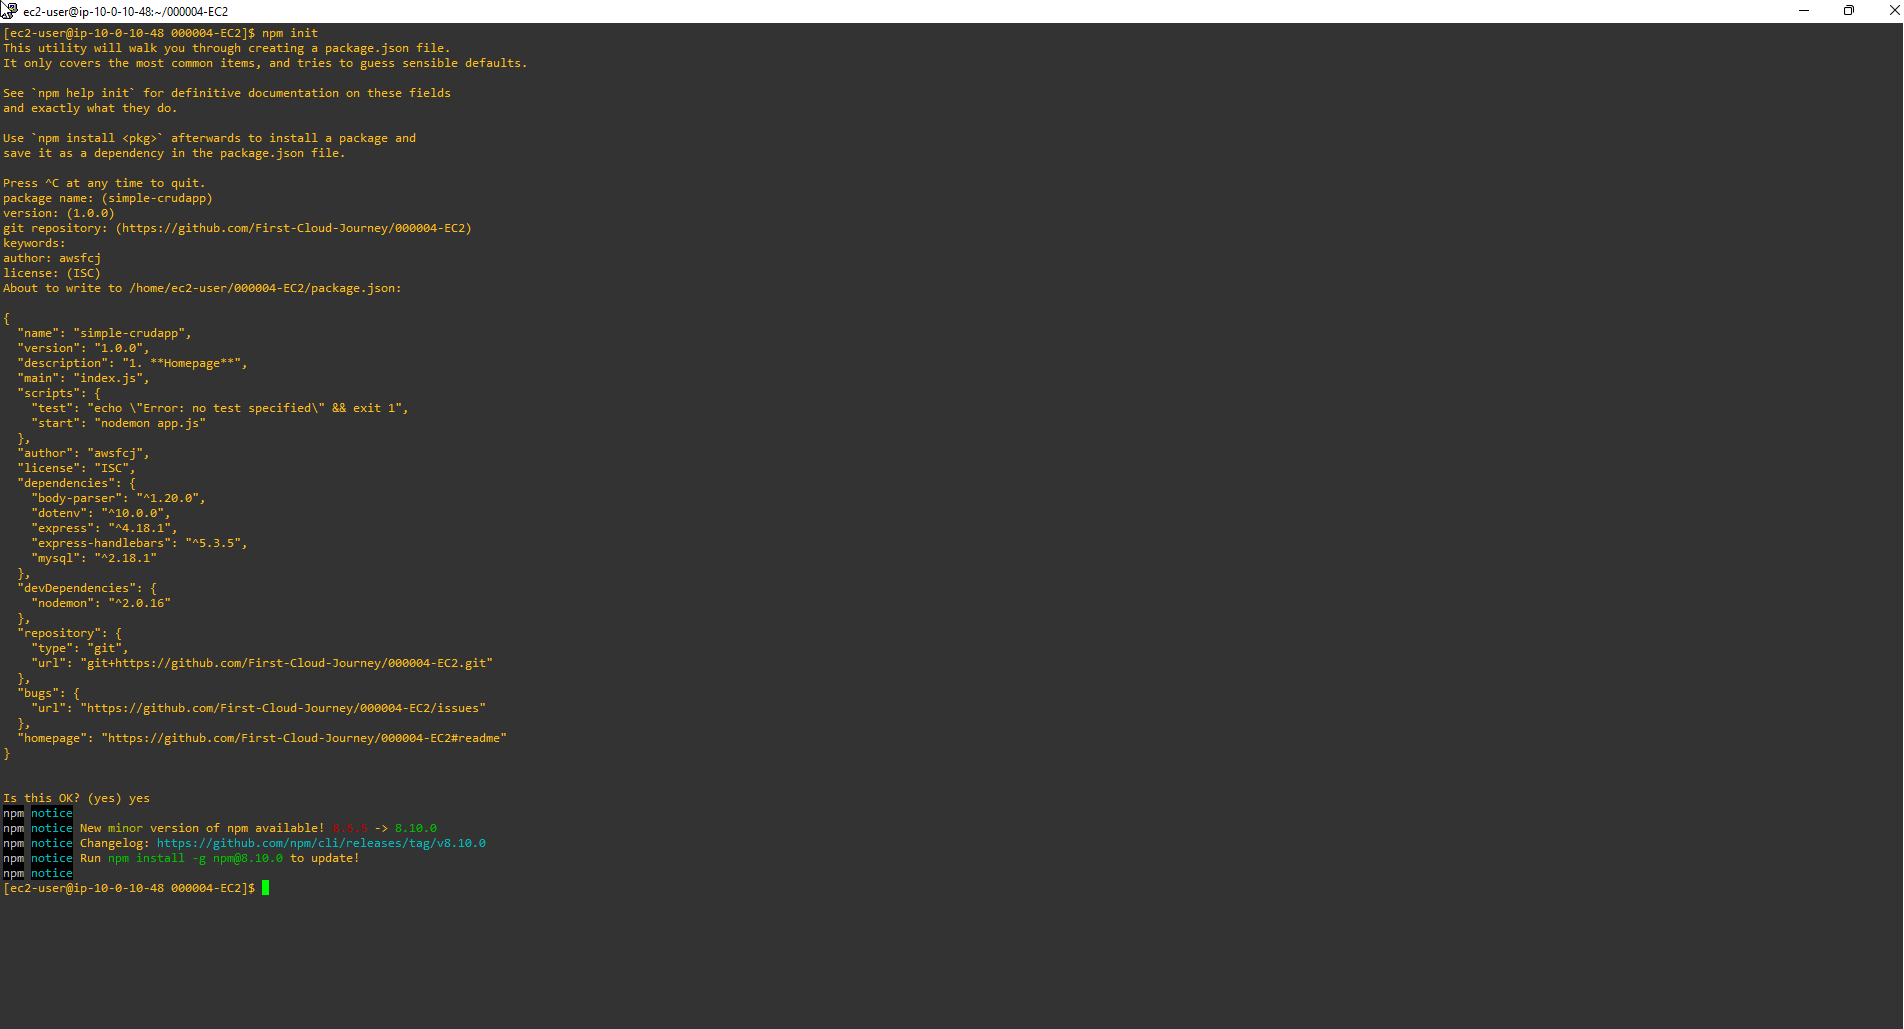 ec2-user@ip-10-0-10-48:~/000004-EC2
[ec2-user@ip-10-0-10-48 000004-EC2]$ npm init
This utility will walk you through creating a package.json file.
It only covers the most common items, and tries to guess sensible defaults.
See `npm help init` for definitive documentation on these fields
and exactly what they do.
Use `npm install <pkg>` afterwards to install a package and
save it as a dependency in the package.json file.
Press ^C at any time to quit.
package name: (simple-crudapp)
version: (1.0.0)
git repository: (https://github.com/First-Cloud-Journey/000004-EC2)
keywords:
author: awsfcj
license: (ISC)
About to write to /home/ec2-user/000004-EC2/package.json:
{
  "name": "simple-crudapp",
  "version": "1.0.0",
  "description": "1. **Homepage**",
  "main": "index.js",
  "scripts": {
    "test": "echo \"Error: no test specified\" && exit 1",
    "start": "nodemon app.js"
  },
  "author": "awsfcj",
  "license": "ISC",
  "dependencies": {
    "body-parser": "^1.20.0",
    "dotenv": "^10.0.0",
    "express": "^4.18.1",
    "express-handlebars": "^5.3.5",
    "mysql": "^2.18.1"
  },
  "devDependencies": {
    "nodemon": "^2.0.16"
  },
  "repository": {
    "type": "git",
    "url": "git+https://github.com/First-Cloud-Journey/000004-EC2.git"
  },
  "bugs": {
    "url": "https://github.com/First-Cloud-Journey/000004-EC2/issues"
  },
  "homepage": "https://github.com/First-Cloud-Journey/000004-EC2#readme"
}
Is this OK? (yes) yes
npm notice
npm notice New minor version of npm available! 8.5.5 -> 8.10.0
npm notice Changelog: https://github.com/npm/cli/releases/tag/v8.10.0
npm notice Run npm install -g npm@8.10.0 to update!
npm notice
[ec2-user@ip-10-0-10-48 000004-EC2]$